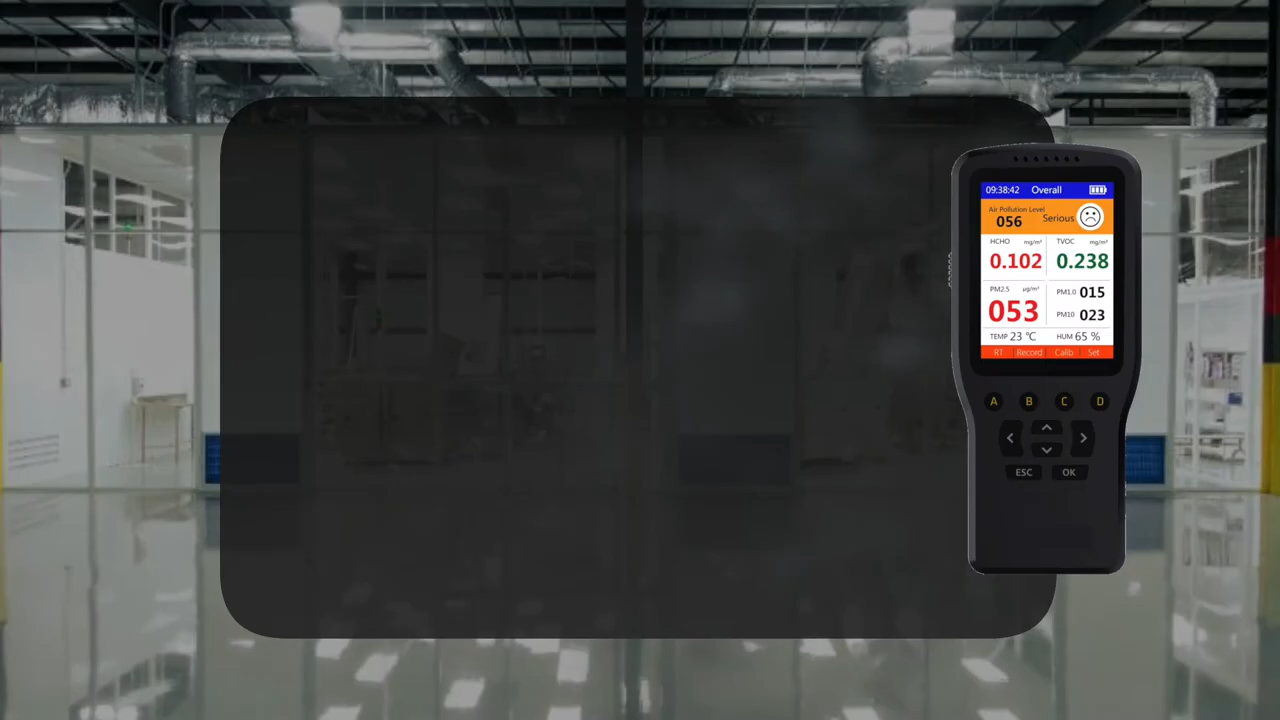 09:38:42 Overall
Air Pollution Level
056 Serious
HCHO mg/m³ TVOC mg/m³
0.102 0.238
PM2.5 μg/m³ PM1.0 015
053 PM10 023
TEMP 23 ℃ HUM 65 %
RT Record Calib Set
A B C D
ESC OK